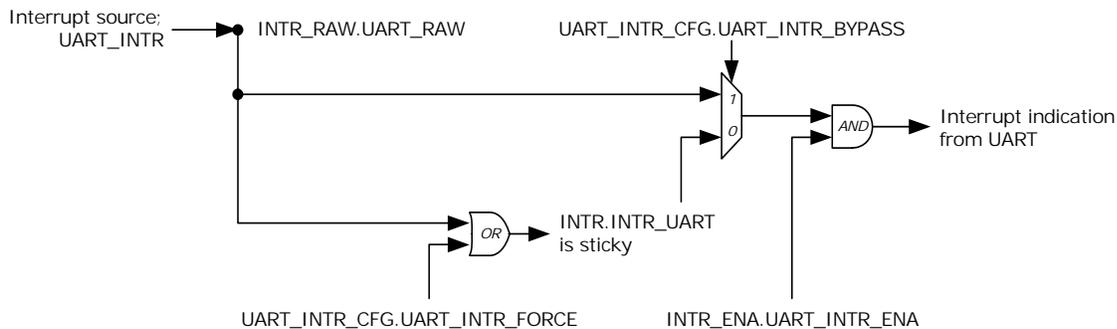 Interrupt source;
UART_INTR
INTR_RAW.UART_RAW
UART_INTR_CFG.UART_INTR_BYPASS
1
0
AND
Interrupt indication
from UART
OR
INTR.INTR_UART
is sticky
UART_INTR_CFG.UART_INTR_FORCE
INTR_ENA.UART_INTR_ENA